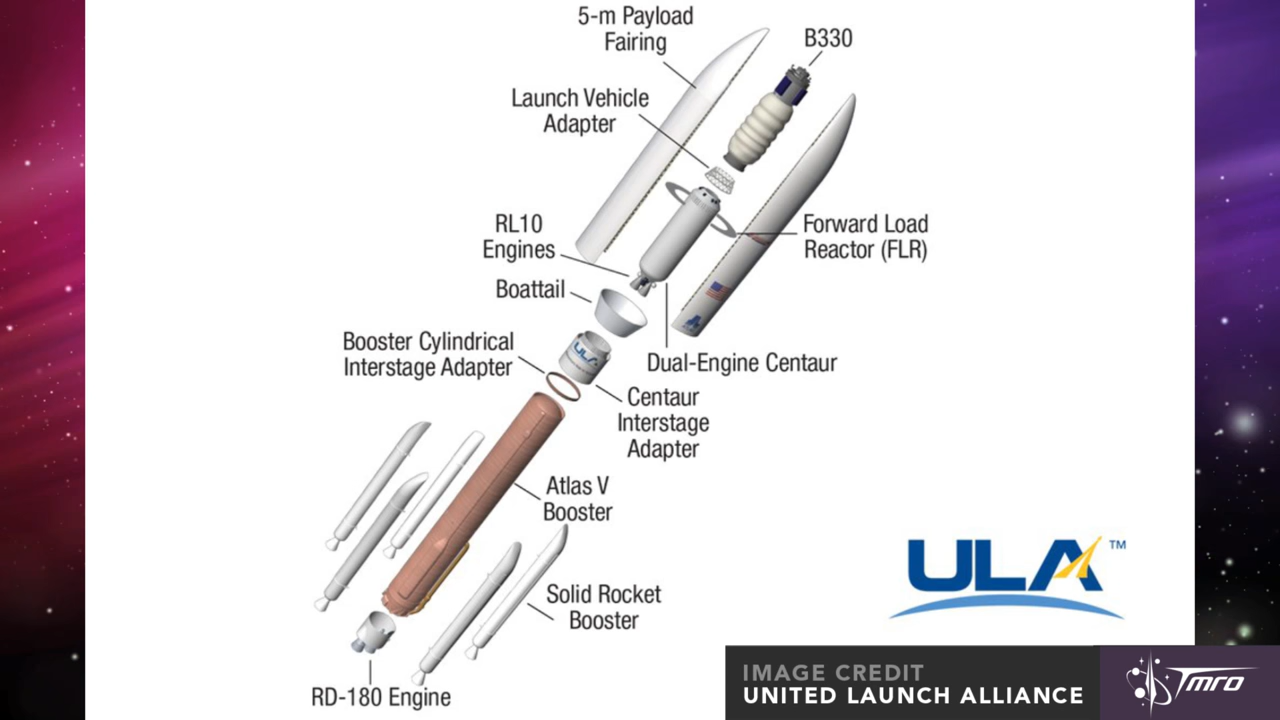 5-m Payload
Fairing
B330
Launch Vehicle
Adapter
RL10
Engines
Forward Load
Reactor (FLR)
Boattail
Booster Cylindrical
Interstage Adapter
ULA
Dual-Engine Centaur
Centaur
Interstage
Adapter
Atlas V
Booster
Solid Rocket
Booster
RD-180 Engine
ULA™
IMAGE CREDIT
UNITED LAUNCH ALLIANCE
TMRO